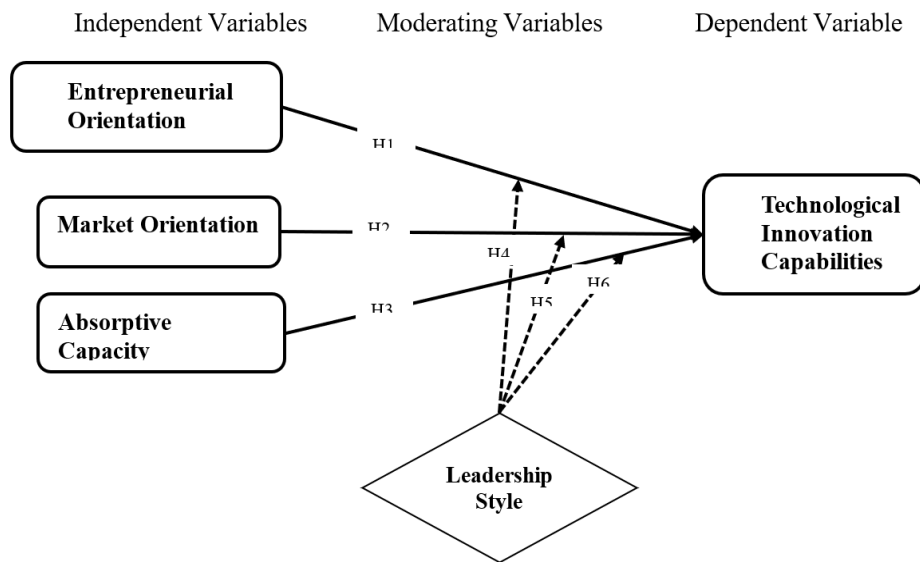 Independent Variables
Moderating Variables
Dependent Variable
Entrepreneurial
Orientation
H1
Market Orientation
H2
Absorptive
Capacity
H3
H4
H5
H6
Technological
Innovation
Capabilities
Leadership
Style